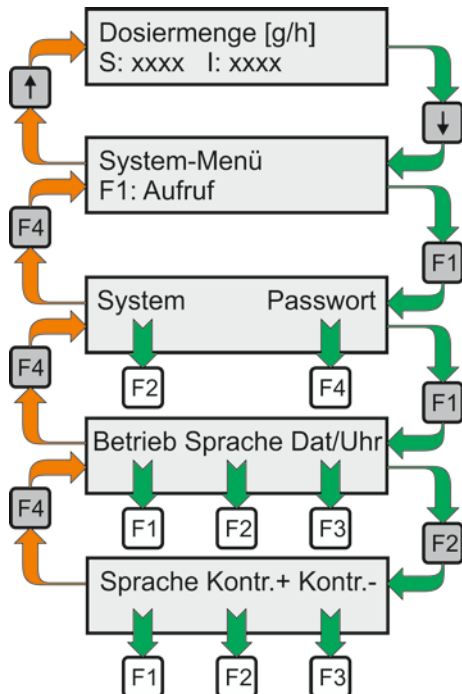 Dosiermenge [g/h]
S: xxxx I: xxxx
↑
↓
System-Menü
F1: Aufruf
F4
F1
System Passwort
F2 F4
F4
F1
Betrieb Sprache Dat/Uhr
F1 F2 F3
F4
F2
Sprache Kontr.+ Kontr.-
F1 F2 F3